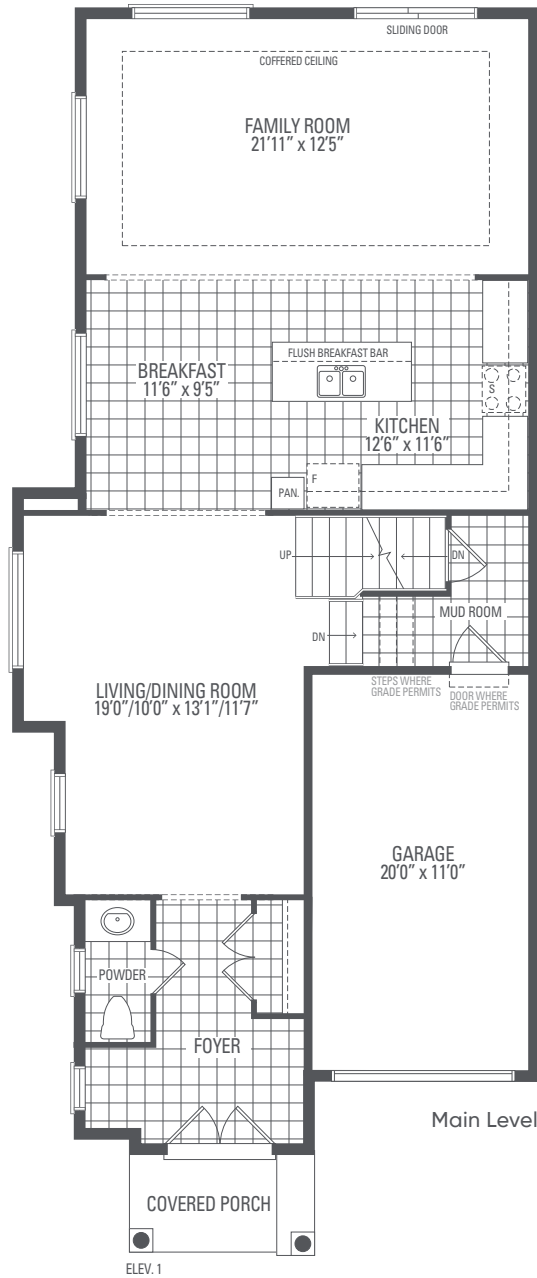 SLIDING DOOR
COFFERED CEILING
FAMILY ROOM
21'11" x 12'5"
FLUSH BREAKFAST BAR
BREAKFAST
11'6" x 9'5"
S
KITCHEN
12'6" x 11'6"
F
PAN.
UP
DN
MUD ROOM
DN
STEPS WHERE
GRADE PERMITS
DOOR WHERE
GRADE PERMITS
LIVING/DINING ROOM
19'0"/10'0" x 13'1"/11'7"
GARAGE
20'0" x 11'0"
POWDER
FOYER
Main Level
COVERED PORCH
ELEV. 1